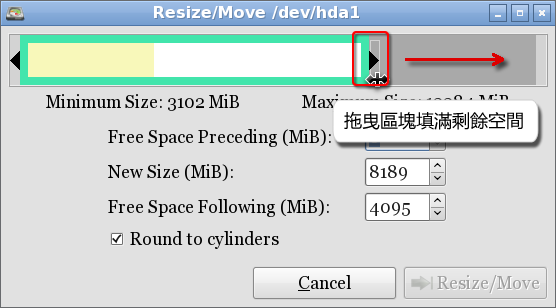 Resize/Move /dev/hda1
Minimum Size: 3102 MiB
Maximum Size:
拖曳區塊填滿剩餘空間
Free Space Preceding (MiB):
New Size (MiB):
8189
Free Space Following (MiB):
4095
Round to cylinders
Cancel
Resize/Move